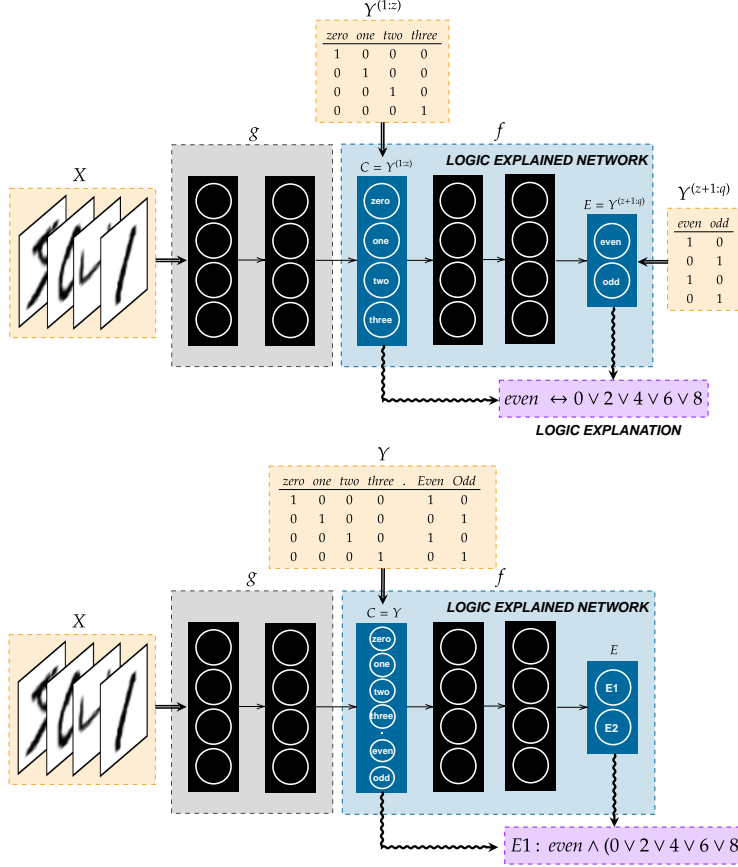 Y^(1:z)
zero one two three
1 0 0 0
0 1 0 0
0 0 1 0
0 0 0 1
g
f
LOGIC EXPLAINED NETWORK
X
C = Y^(1:z)
E = Y^(z+1:q)
Y^(z+1:q)
zero
one
two
three
even
odd
even odd
1 0
0 1
1 0
0 1
even ↔ 0 ∨ 2 ∨ 4 ∨ 6 ∨ 8
LOGIC EXPLANATION
Y
zero one two three . Even Odd
1 0 0 0 1 0
0 1 0 0 0 1
0 0 1 0 1 0
0 0 0 1 0 1
g
f
LOGIC EXPLAINED NETWORK
X
C = Y
E
zero
one
two
three
.
even
odd
E1
E2
E1 : even ∧ (0 ∨ 2 ∨ 4 ∨ 6 ∨ 8